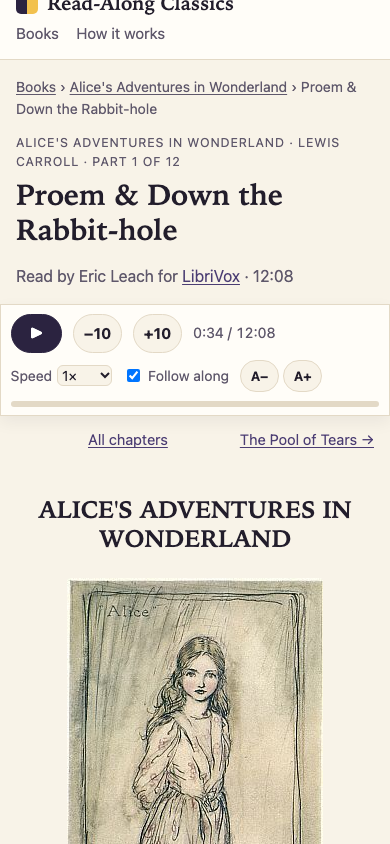 Read-Along Classics
Books How it works
Books › Alice's Adventures in Wonderland › Proem &
Down the Rabbit-hole
ALICE'S ADVENTURES IN WONDERLAND · LEWIS
CARROLL · PART 1 OF 12
Proem & Down the
Rabbit-hole
Read by Eric Leach for LibriVox · 12:08
−10 +10 0:34 / 12:08
Speed 1× Follow along A− A+
All chapters The Pool of Tears →
ALICE'S ADVENTURES IN
WONDERLAND
"Alice"